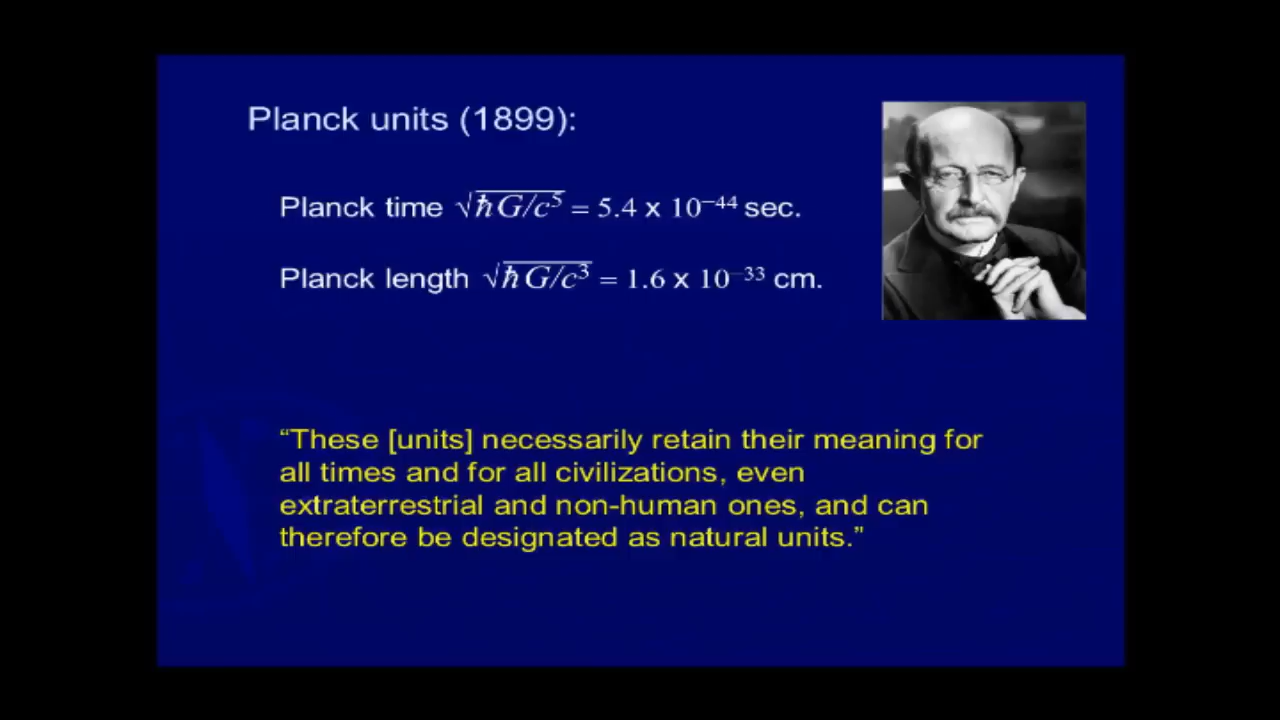 Planck units (1899):
Planck time √ℏG/c⁵ = 5.4 x 10⁻⁴⁴ sec.
Planck length √ℏG/c³ = 1.6 x 10⁻³³ cm.
“These [units] necessarily retain their meaning for
all times and for all civilizations, even
extraterrestrial and non-human ones, and can
therefore be designated as natural units.”